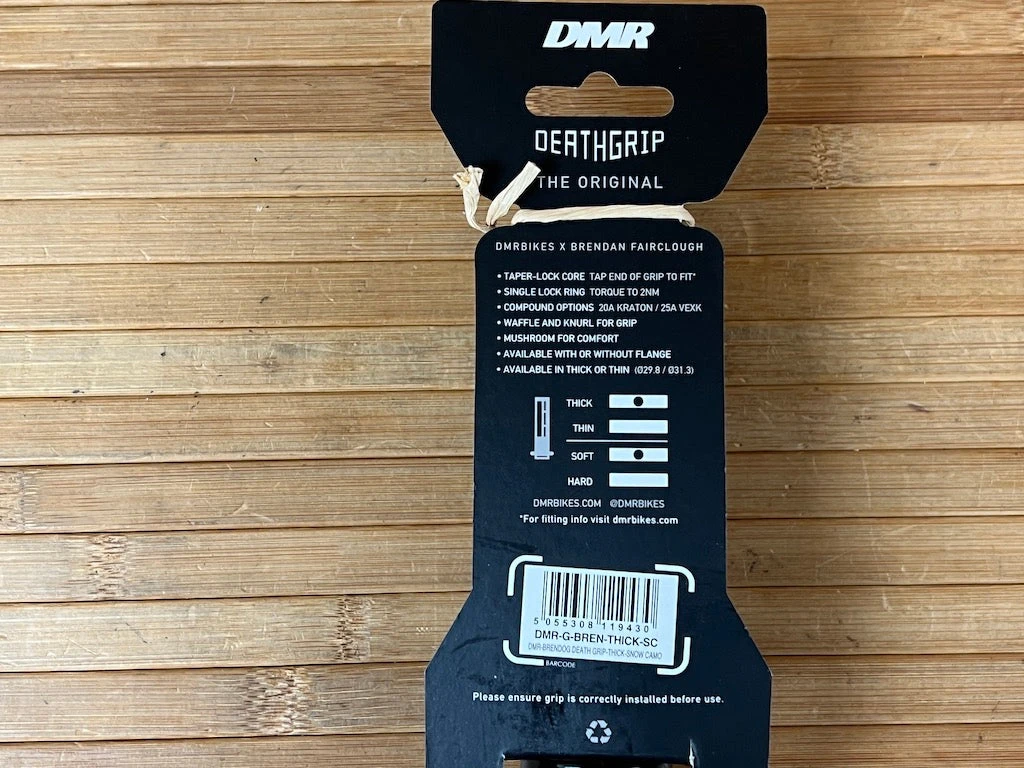 DMR
DEATHGRIP
THE ORIGINAL
DMRBIKES X BRENDAN FAIRCLOUGH
• TAPER-LOCK CORE TAP END OF GRIP TO FIT*
• SINGLE LOCK RING TORQUE TO 2NM
• COMPOUND OPTIONS 20A KRATON / 25A VEXK
• WAFFLE AND KNURL FOR GRIP
• MUSHROOM FOR COMFORT
• AVAILABLE WITH OR WITHOUT FLANGE
• AVAILABLE IN THICK OR THIN (Ø29.8 / Ø31.3)
THICK
THIN
SOFT
HARD
DMRBIKES.COM @DMRBIKES
*For fitting info visit dmrbikes.com
5 055308 119430
DMR-G-BREN-THICK-SC
DMR-BRENDOG DEATH GRIP-THICK-SNOW CAMO
BARCODE
Please ensure grip is correctly installed before use.